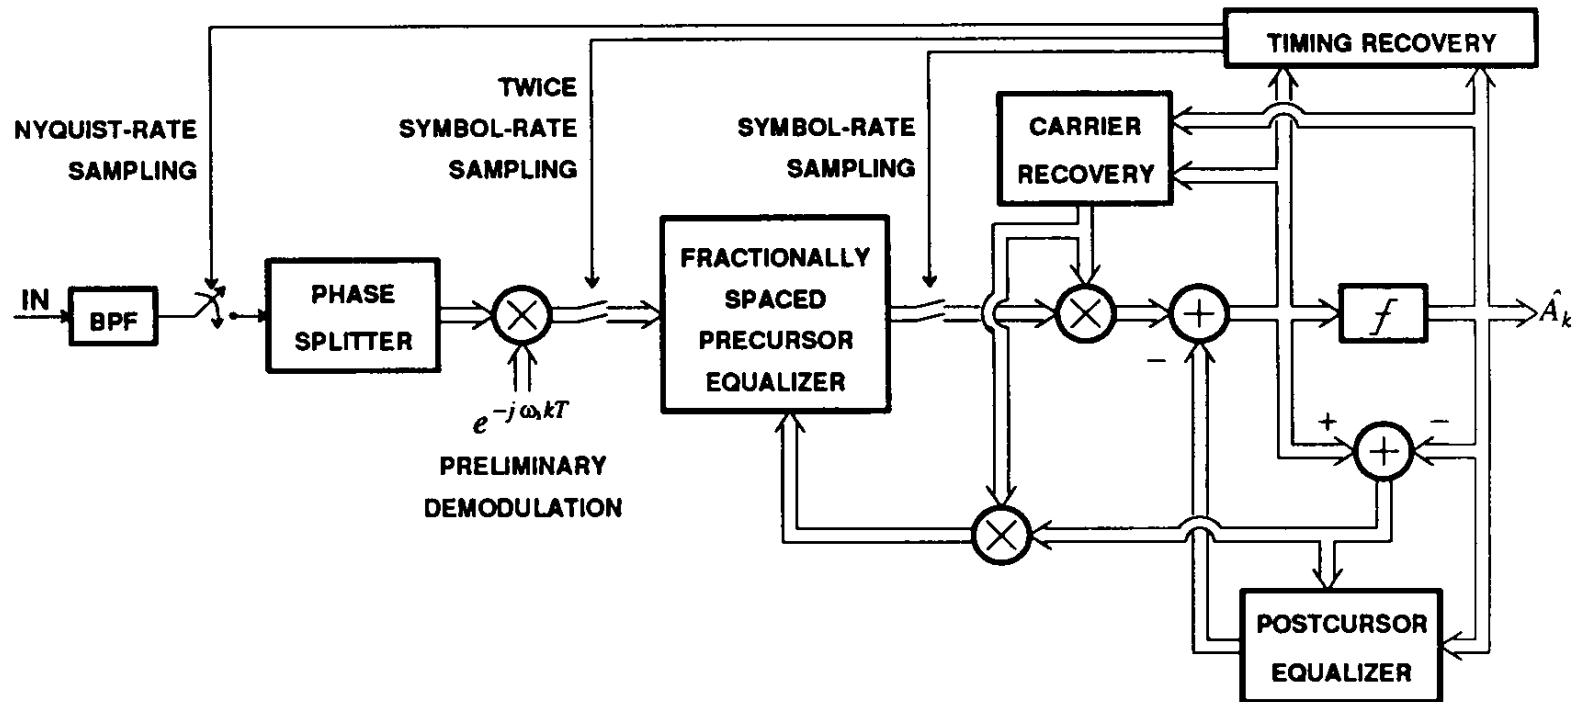 TIMING RECOVERY
NYQUIST-RATE
SAMPLING
TWICE
SYMBOL-RATE
SAMPLING
SYMBOL-RATE
SAMPLING
CARRIER
RECOVERY
IN
BPF
PHASE
SPLITTER
×
FRACTIONALLY
SPACED
PRECURSOR
EQUALIZER
×
+
−
Â_k
e^{-jω₁kT}
PRELIMINARY
DEMODULATION
+
−
+
×
POSTCURSOR
EQUALIZER